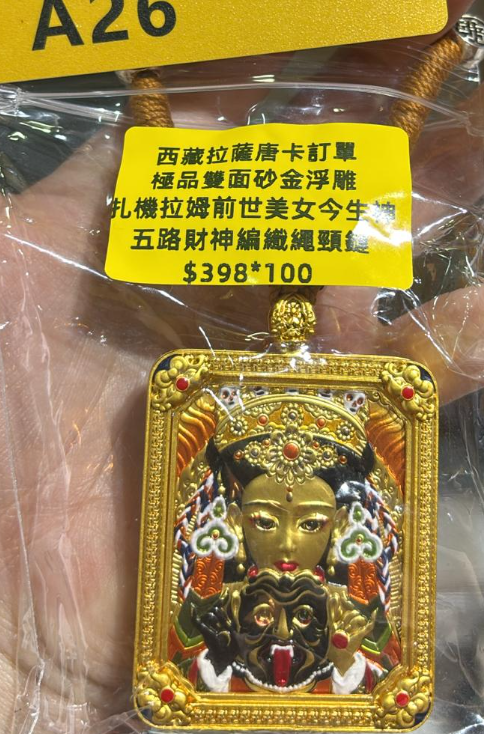 A26
西藏拉薩唐卡訂單
極品雙面砂金浮雕
扎機拉姆前世美女今生神
五路財神編織繩頸鏈
$398*100